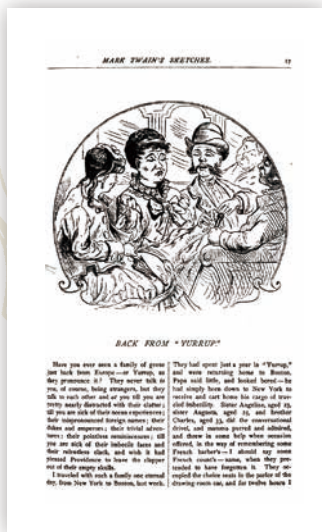 MARK TWAIN'S SKETCHES. 17
BACK FROM "YURRUP."
Have you ever seen a family of geese
just back from Europe—or Yurrup, as
they pronounce it? They never talk to
you, of course, being strangers, but they
talk to each other and at you till you are
pretty nearly distracted with their clatter;
till you are sick of their ocean experiences;
their mispronounced foreign names; their
dukes and emperors; their trivial adven-
tures; their pointless reminiscences; till
you are sick of their imbecile faces and
their relentless clack, and wish it had
pleased Providence to leave the clapper
out of their empty skulls.
I traveled with such a family one eternal
day, from New York to Boston, last week.
They had spent just a year in "Yurrup,"
and were returning home to Boston.
Papa said little, and looked bored—he
had simply been down to New York to
receive and cart home his cargo of trav-
eled imbecility. Sister Angeline, aged 23,
sister Augusta, aged 25, and brother
Charles, aged 33, did the conversational
drivel, and mamma purred and admired,
and threw in some help when occasion
offered, in the way of remembering some
French barber's—I should say some
French count's—name, when they pre-
tended to have forgotten it. They oc-
cupied the choice seats in the parlor of the
drawing room car, and for twelve hours I